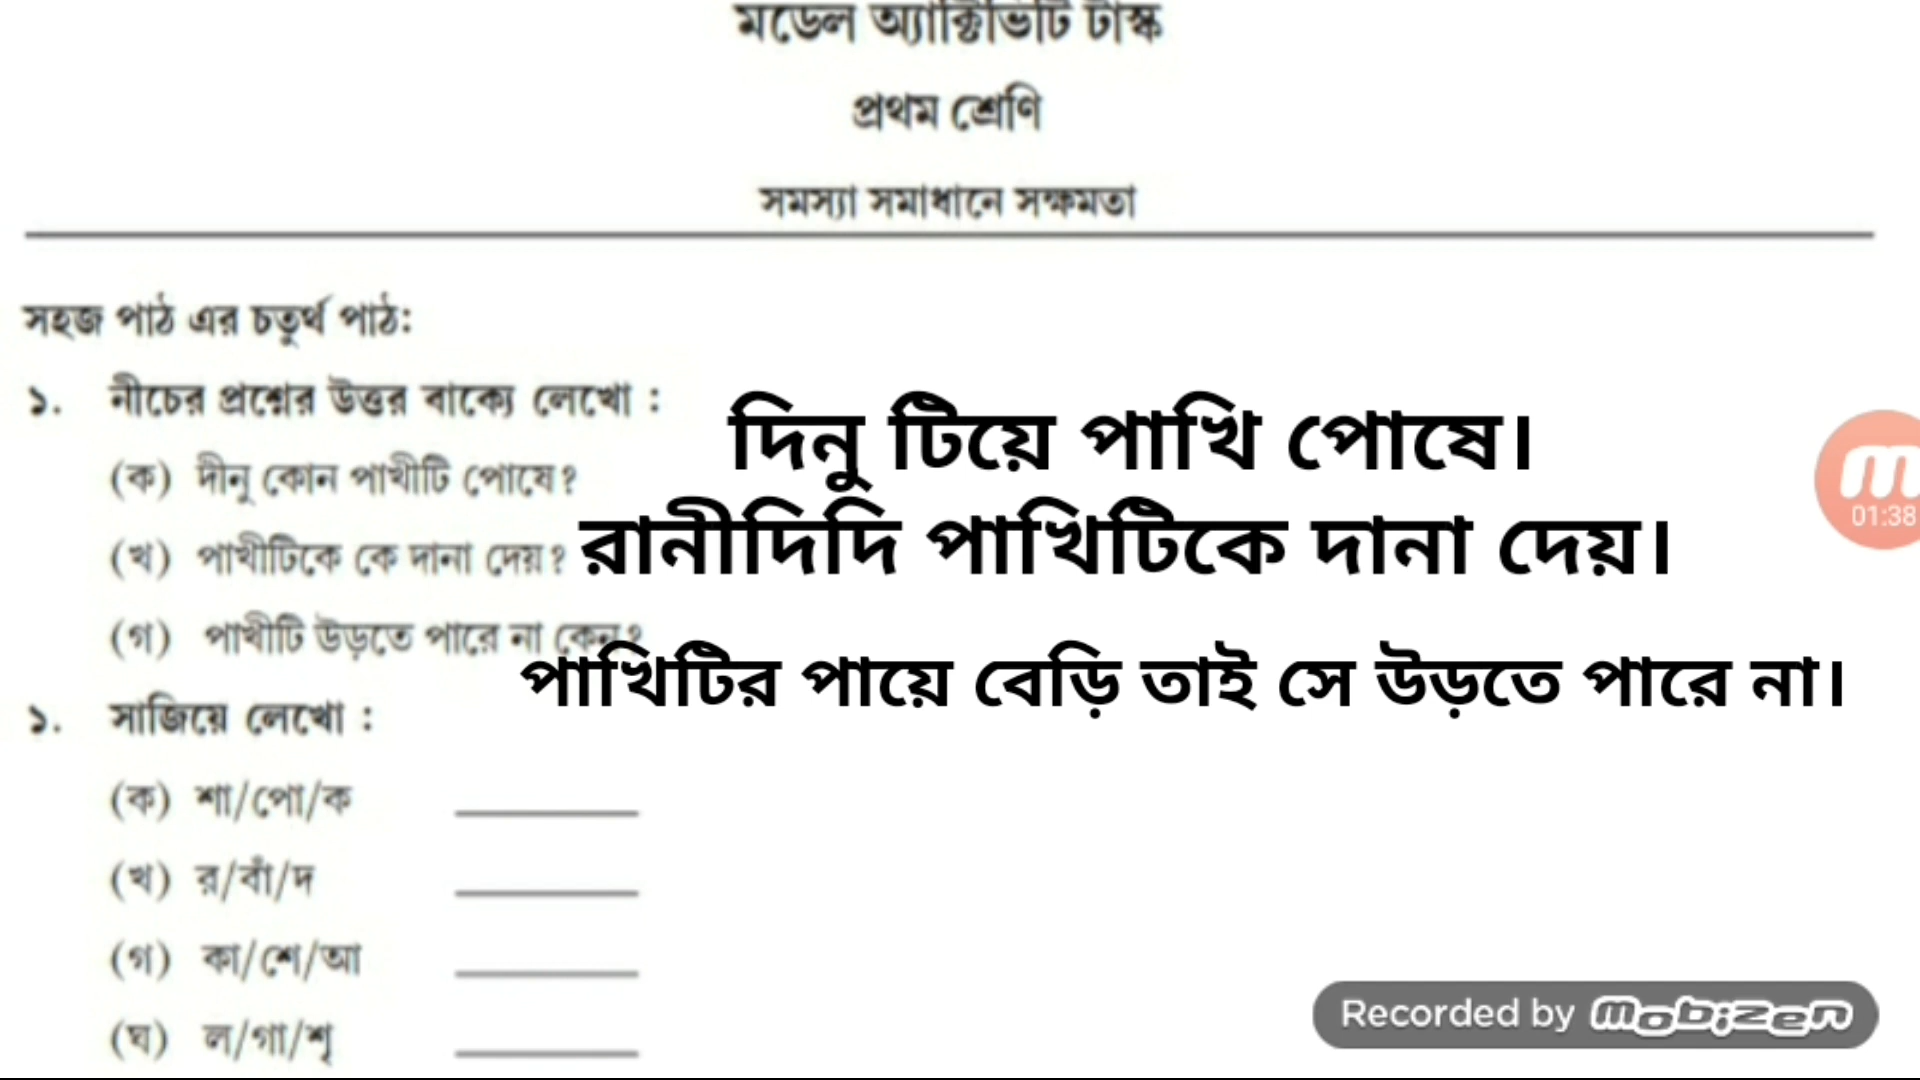 মডেল অ্যাক্টিভিটি টাস্ক
প্রথম শ্রেণি
সমস্যা সমাধানে সক্ষমতা
সহজ পাঠ এর চতুর্থ পাঠ:
১. নীচের প্রশ্নের উত্তর বাক্যে লেখো :
(ক) দীনু কোন পাখীটি পোষে? দিনু টিয়ে পাখি পোষে।
(খ) পাখীটিকে কে দানা দেয়? রানীদিদি পাখিটিকে দানা দেয়।
(গ) পাখীটি উড়তে পারে না কেন?
পাখিটির পায়ে বেড়ি তাই সে উড়তে পারে না।
১. সাজিয়ে লেখো :
(ক) শা/পো/ক
(খ) র/বাঁ/দ
(গ) কা/শে/আ
(ঘ) ল/গা/শৃ
01:38
Recorded by mobizen